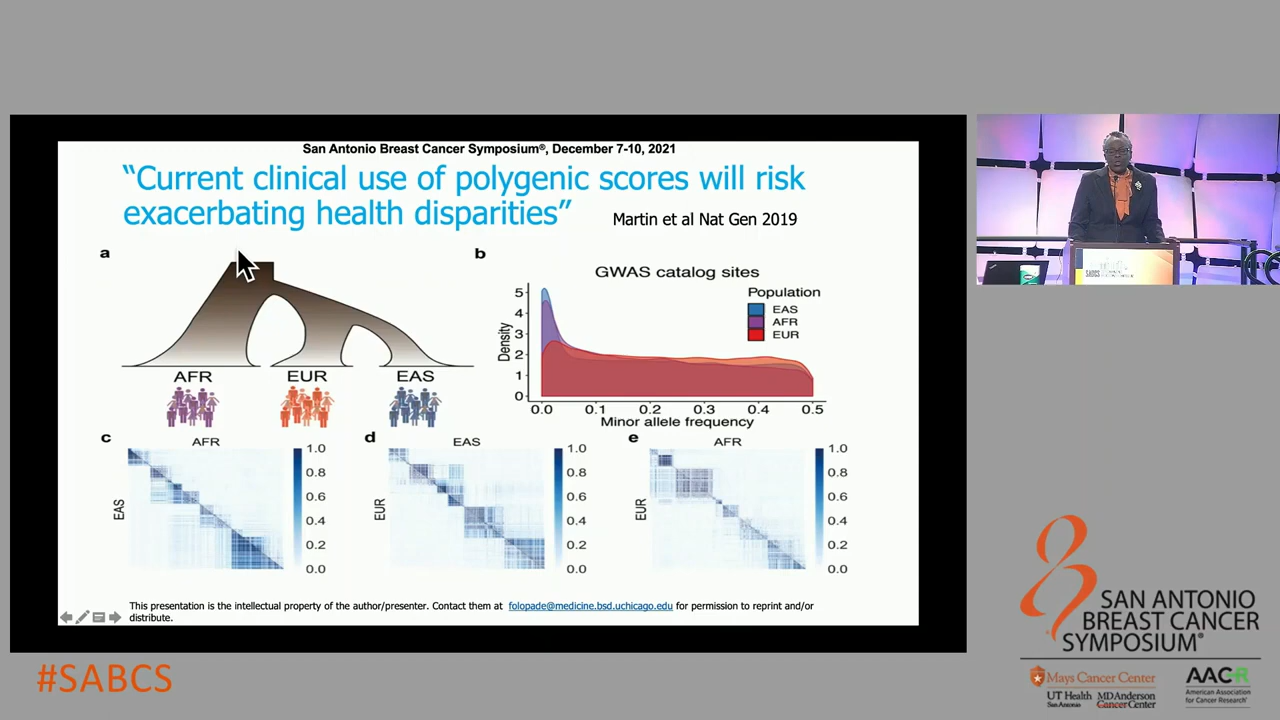 San Antonio Breast Cancer Symposium®, December 7-10, 2021
“Current clinical use of polygenic scores will risk
exacerbating health disparities”
Martin et al Nat Gen 2019
a
AFR
EUR
EAS
b
GWAS catalog sites
Population
EAS
AFR
EUR
Density
5
4
3
2
1
0
0.0 0.1 0.2 0.3 0.4 0.5
Minor allele frequency
c
AFR
EAS
1.0
0.8
0.6
0.4
0.2
0.0
d
EAS
EUR
1.0
0.8
0.6
0.4
0.2
0.0
e
AFR
EUR
1.0
0.8
0.6
0.4
0.2
0.0
This presentation is the intellectual property of the author/presenter. Contact them at folopade@medicine.bsd.uchicago.edu for permission to reprint and/or
distribute.
#SABCS
SAN ANTONIO
BREAST CANCER
SYMPOSIUM®
Mays Cancer Center
UT Health
San Antonio
MD Anderson
Cancer Center
AACR
American Association
for Cancer Research®